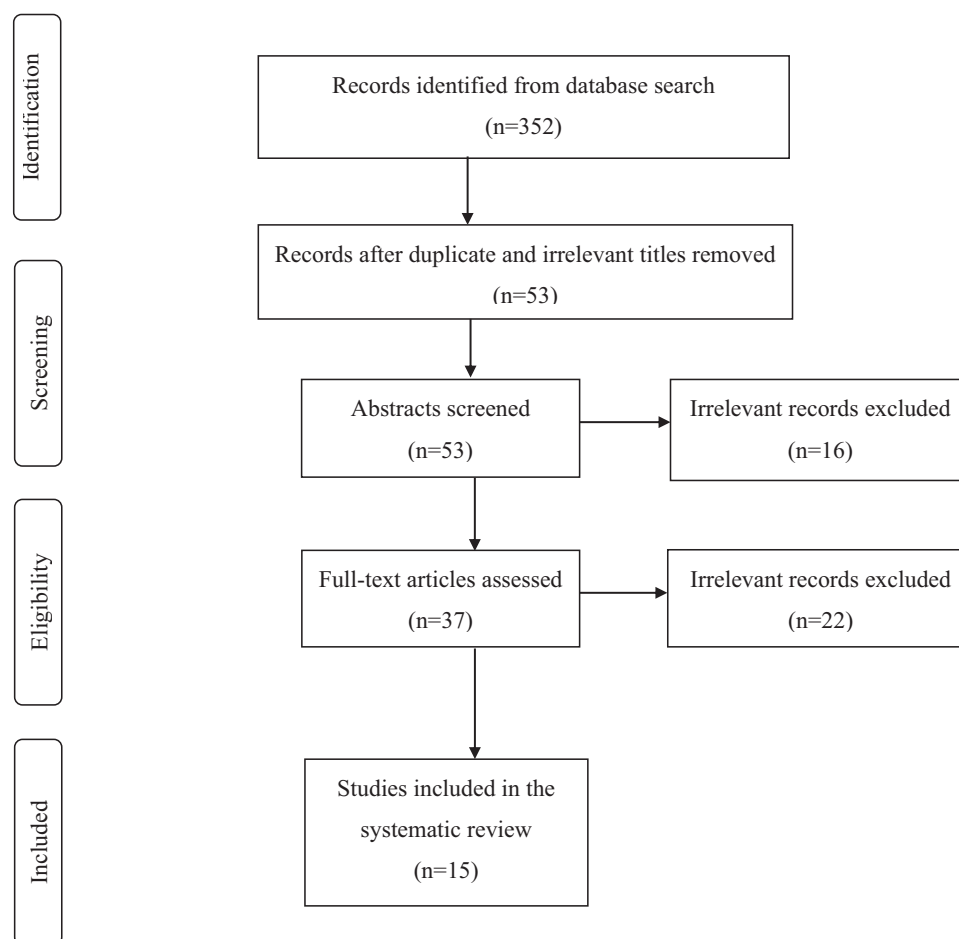 Identification
Records identified from database search
(n=352)
Records after duplicate and irrelevant titles removed
(n=53)
Screening
Abstracts screened
(n=53)
Irrelevant records excluded
(n=16)
Eligibility
Full-text articles assessed
(n=37)
Irrelevant records excluded
(n=22)
Included
Studies included in the
systematic review
(n=15)